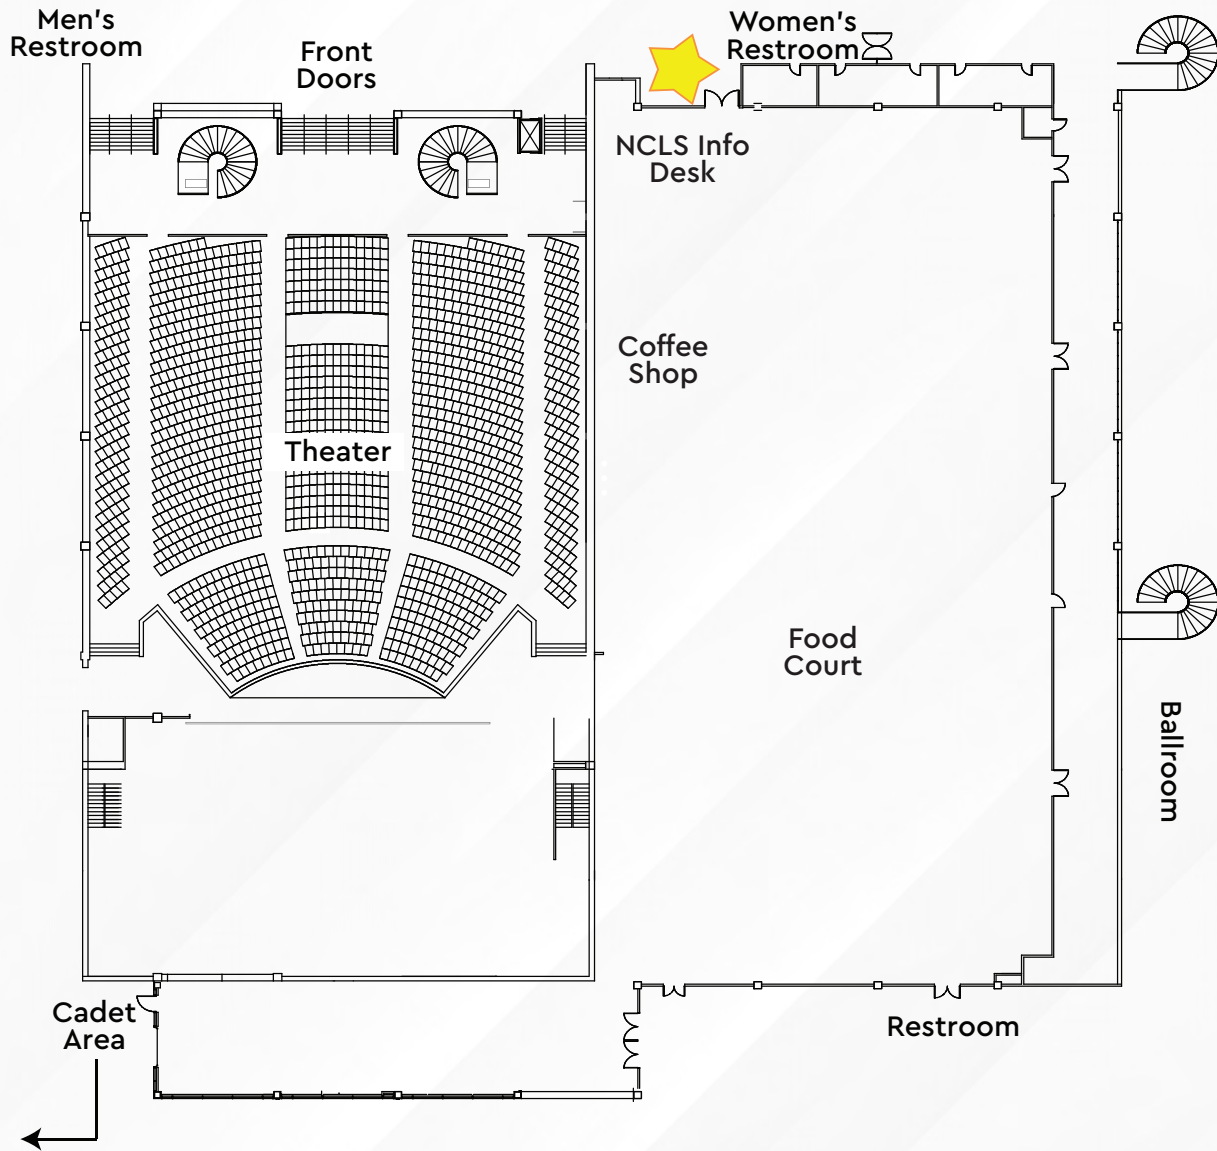 Men's
Restroom
Front
Doors
Women's
Restroom
NCLS Info
Desk
Coffee
Shop
Theater
Food
Court
Ballroom
Cadet
Area
Restroom